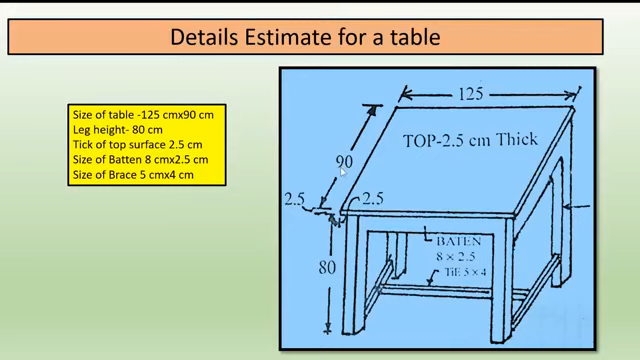 Details Estimate for a table
Size of table -125 cmx90 cm
Leg height- 80 cm
Tick of top surface 2.5 cm
Size of Batten 8 cmx2.5 cm
Size of Brace 5 cmx4 cm
125
TOP-2.5 cm Thick
90
2.5
2.5
80
BATEN
8 × 2.5
TiE 5 × 4